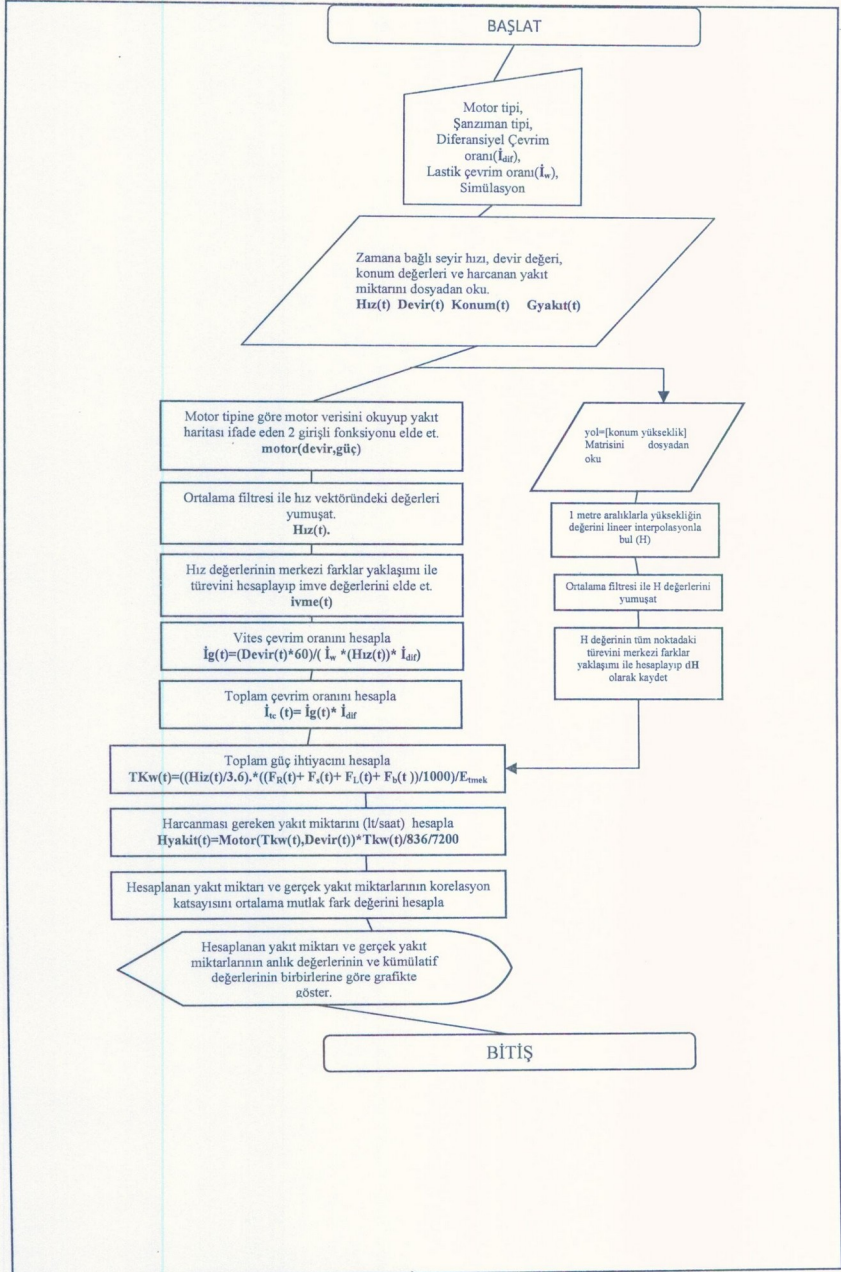 BAŞLAT
Motor tipi,
Şanzıman tipi,
Diferansiyel Çevrim
oranı(İdif),
Lastik çevrim oranı(İw),
Simülasyon
Zamana bağlı seyir hızı, devir değeri,
konum değerleri ve harcanan yakıt
miktarını dosyadan oku.
Hız(t) Devir(t) Konum(t) Gyakıt(t)
Motor tipine göre motor verisini okuyup yakıt
haritası ifade eden 2 girişli fonksiyonu elde et.
motor(devir,güç)
Ortalama filtresi ile hız vektöründeki değerleri
yumuşat.
Hız(t).
Hız değerlerinin merkezi farklar yaklaşımı ile
türevini hesaplayıp imve değerlerini elde et.
ivme(t)
Vites çevrim oranını hesapla
İg(t)=(Devir(t)*60)/( İw *(Hız(t))* İdif)
Toplam çevrim oranını hesapla
İtc (t)= İg(t)* İdif
yol=[konum yükseklik]
Matrisini dosyadan
oku
1 metre aralıklarla yüksekliğin
değerini lineer interpolasyonla
bul (H)
Ortalama filtresi ile H değerlerini
yumuşat
H değerinin tüm noktadaki
türevini merkezi farklar
yaklaşımı ile hesaplayıp dH
olarak kaydet
Toplam güç ihtiyacını hesapla
TKw(t)=((Hiz(t)/3.6).*((FR(t)+ Fs(t)+ FL(t)+ Fb(t ))/1000)/Etmek
Harcanması gereken yakıt miktarını (lt/saat) hesapla
Hyakit(t)=Motor(Tkw(t),Devir(t))*Tkw(t)/836/7200
Hesaplanan yakıt miktarı ve gerçek yakıt miktarlarının korelasyon
katsayısını ortalama mutlak fark değerini hesapla
Hesaplanan yakıt miktarı ve gerçek yakıt
miktarlarının anlık değerlerinin ve kümülatif
değerlerinin birbirlerine göre grafikte
göster.
BİTİŞ